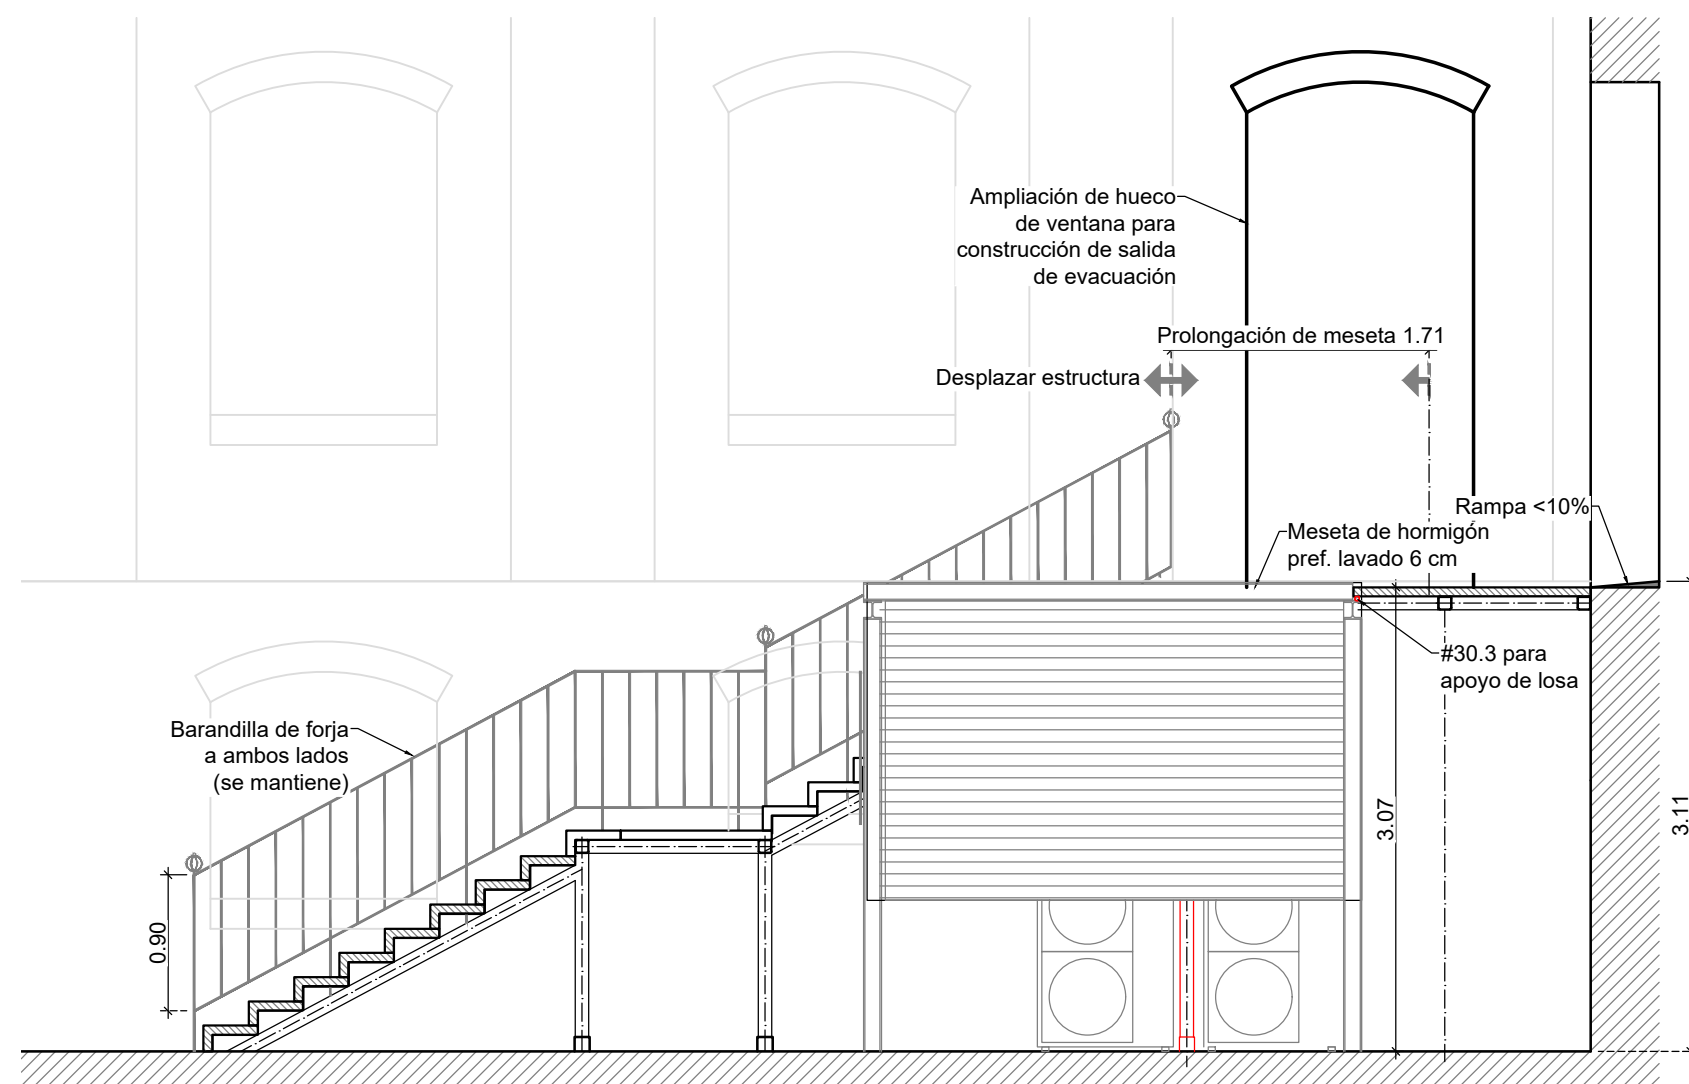 Ampliación de hueco
de ventana para
construcción de salida
de evacuación
Prolongación de meseta 1.71
Desplazar estructura
Rampa <10%
Meseta de hormigón
pref. lavado 6 cm
#30.3 para
apoyo de losa
Barandilla de forja
a ambos lados
(se mantiene)
0.90
3.07
3.11